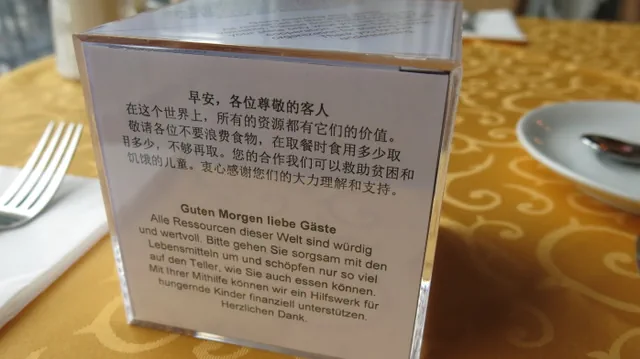 早安，各位尊敬的客人
在这个世界上，所有的资源都有它们的价值。
敬请各位不要浪费食物，在取餐时食用多少取
用多少，不够再取。您的合作我们可以救助贫困和
饥饿的儿童。衷心感谢您们的大力理解和支持。
Guten Morgen liebe Gäste
Alle Ressourcen dieser Welt sind würdig
und wertvoll. Bitte gehen Sie sorgsam mit den
Lebensmitteln um und schöpfen nur so viel
auf den Teller, wie Sie auch essen können.
Mit Ihrer Mithilfe können wir ein Hilfswerk für
hungernde Kinder finanziell unterstützen.
Herzlichen Dank.